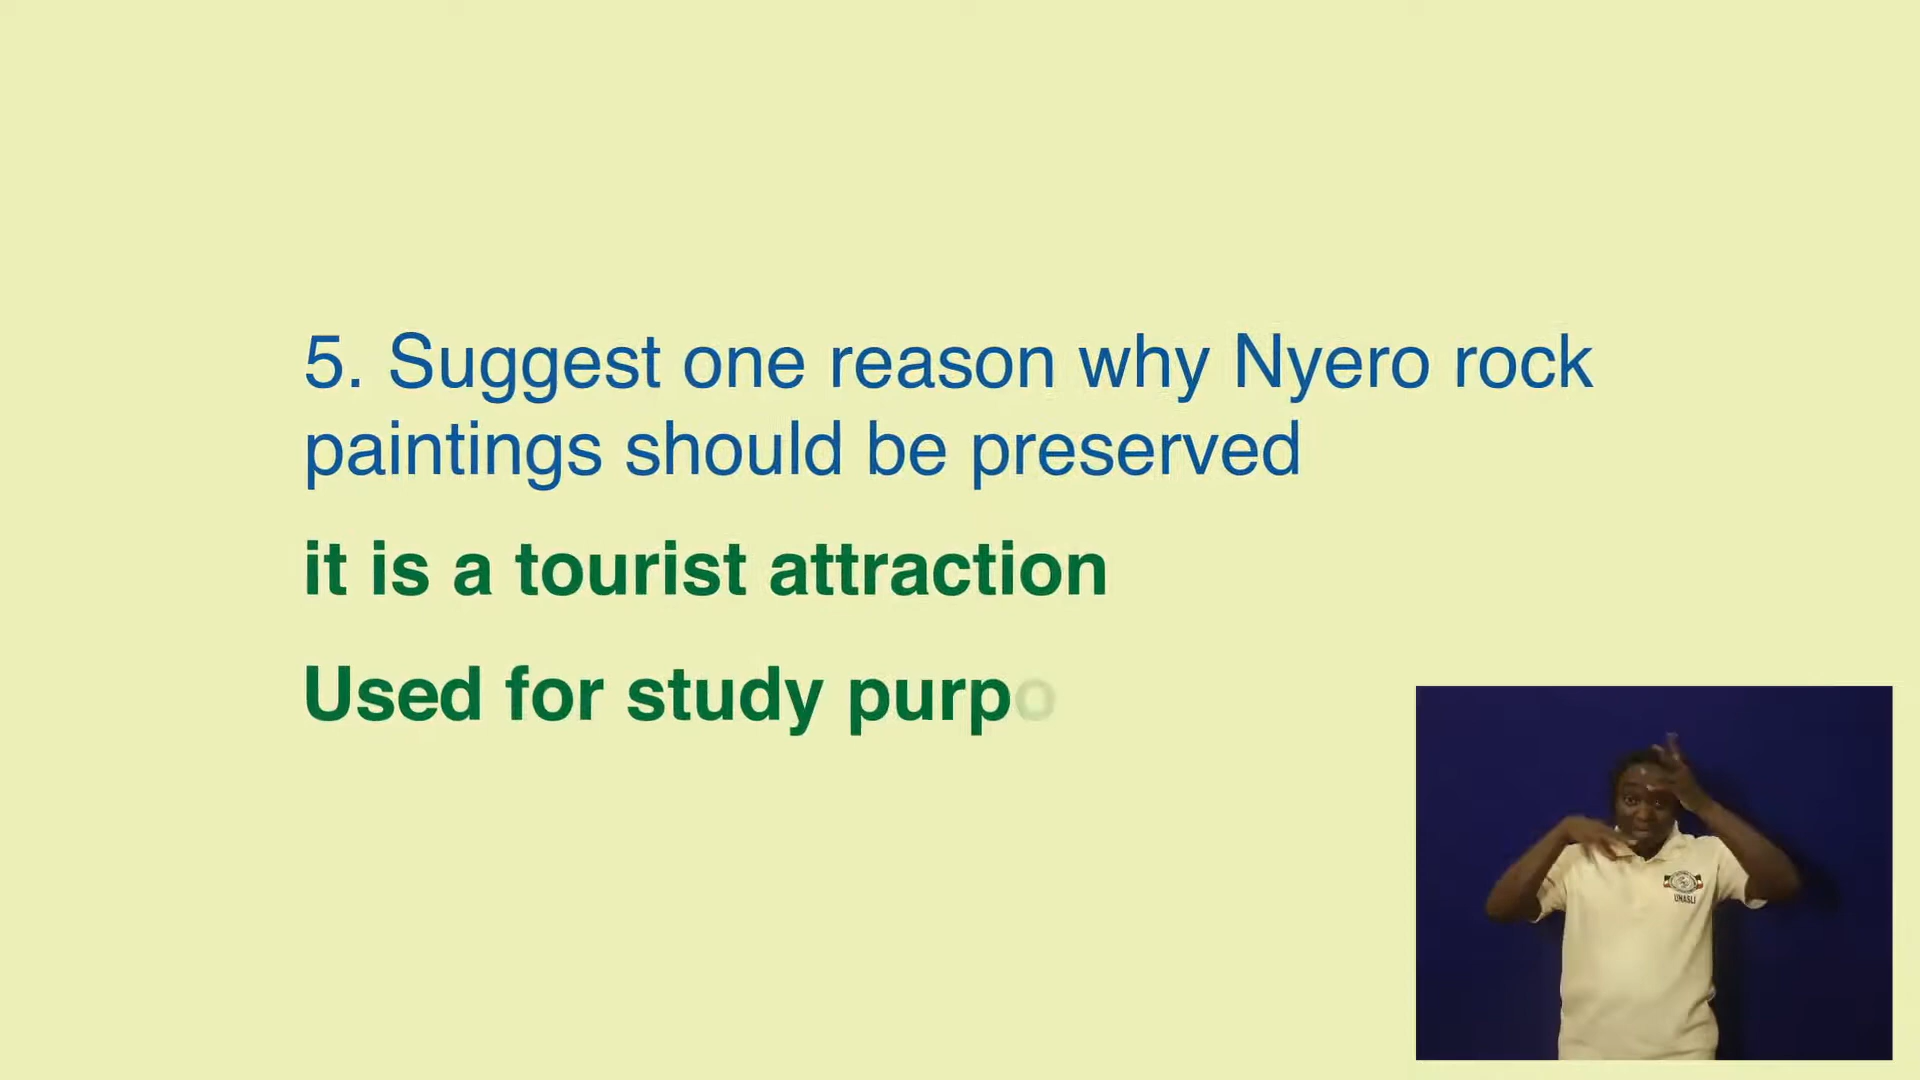 5. Suggest one reason why Nyero rock
paintings should be preserved
it is a tourist attraction
Used for study purpo
UNASLI